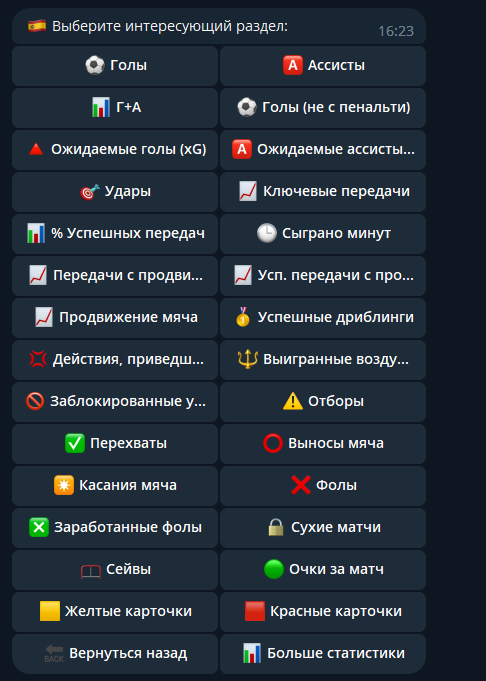 Выберите интересующий раздел:
16:23
Голы
Ассисты
Г+А
Голы (не с пенальти)
Ожидаемые голы (xG)
Ожидаемые ассисты...
Удары
Ключевые передачи
% Успешных передач
Сыграно минут
Передачи с продви...
Усп. передачи с про...
Продвижение мяча
Успешные дриблинги
Действия, приведш...
Выигранные возду...
Заблокированные у...
Отборы
Перехваты
Выносы мяча
Касания мяча
Фолы
Заработанные фолы
Сухие матчи
Сейвы
Очки за матч
Желтые карточки
Красные карточки
BACK Вернуться назад
Больше статистики